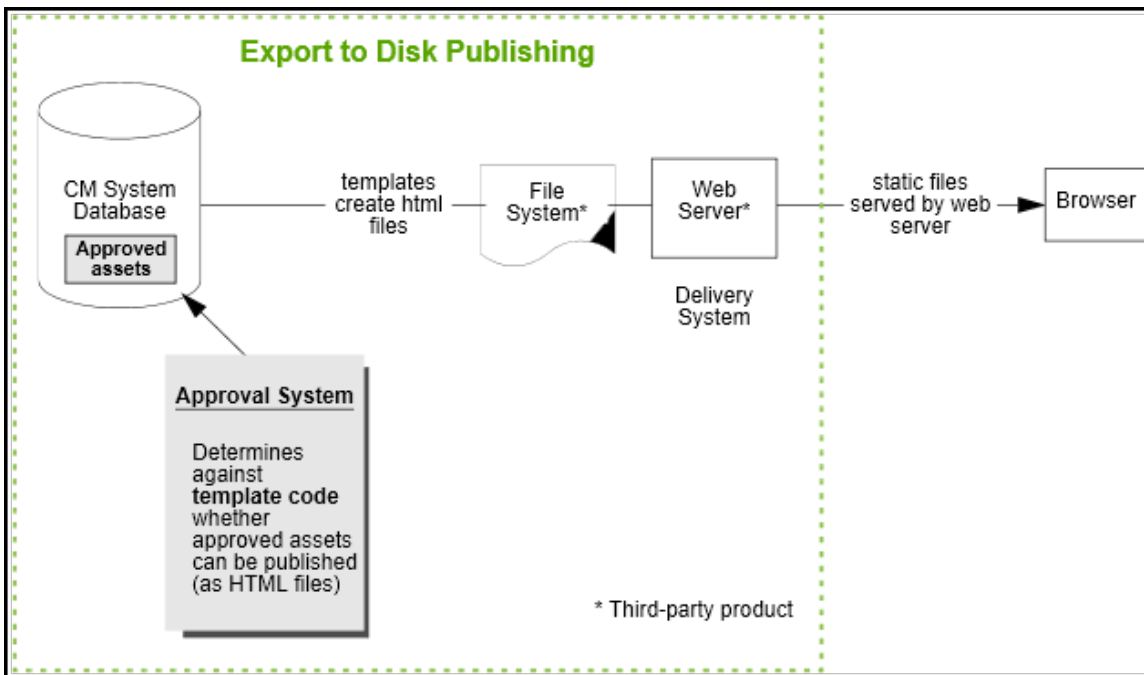 Export to Disk Publishing
CM System
Database
Approved
assets
templates
create html
files
File
System*
Web
Server*
Delivery
System
static files
served by web
server
Browser
Approval System
Determines
against
template code
whether
approved assets
can be published
(as HTML files)
* Third-party product